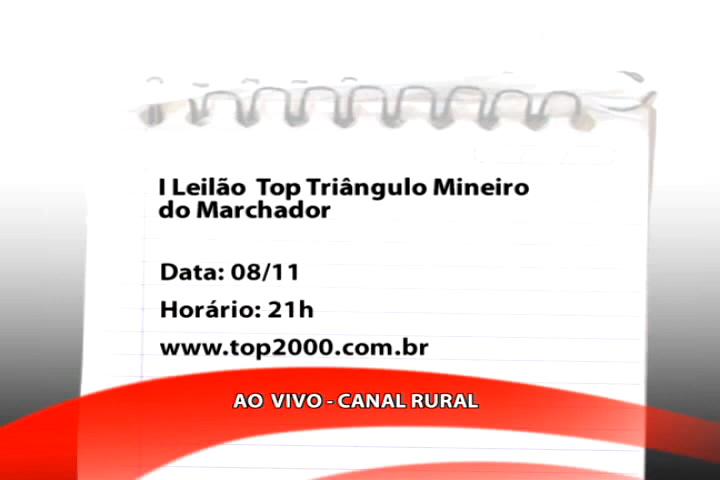 I Leilão Top Triângulo Mineiro
do Marchador
Data: 08/11
Horário: 21h
www.top2000.com.br
AO VIVO - CANAL RURAL